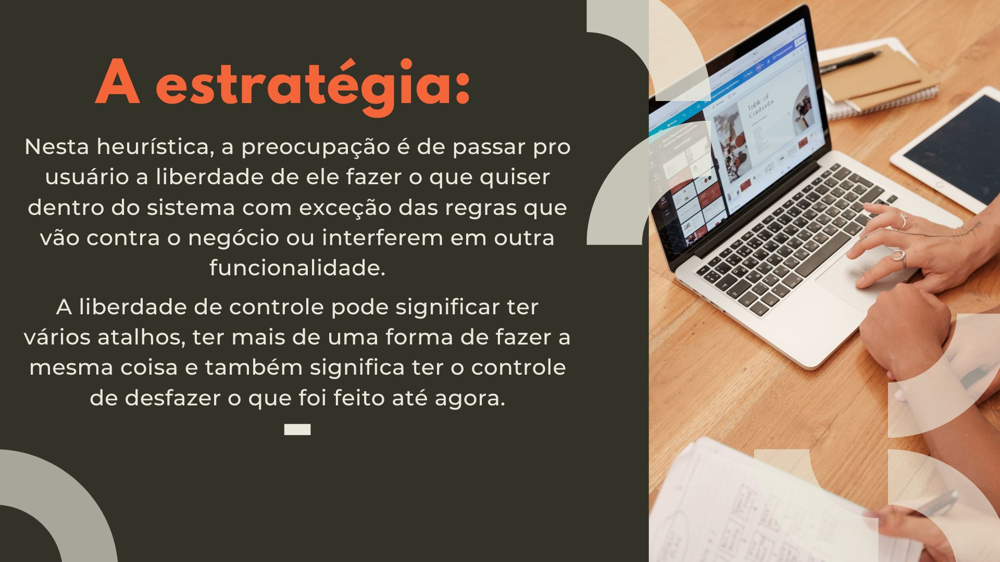 A estratégia:
Nesta heurística, a preocupação é de passar pro
usuário a liberdade de ele fazer o que quiser
dentro do sistema com exceção das regras que
vão contra o negócio ou interferem em outra
funcionalidade.
A liberdade de controle pode significar ter
vários atalhos, ter mais de uma forma de fazer a
mesma coisa e também significa ter o controle
de desfazer o que foi feito até agora.
Table of
Contents